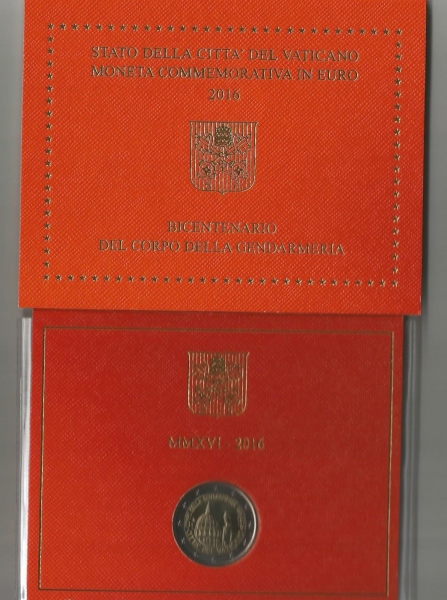 STATO DELLA CITTA' DEL VATICANO
MONETA COMMEMORATIVA IN EURO
2016
BICENTENARIO
DEL CORPO DELLA GENDARMERIA
MMXVI - 2016